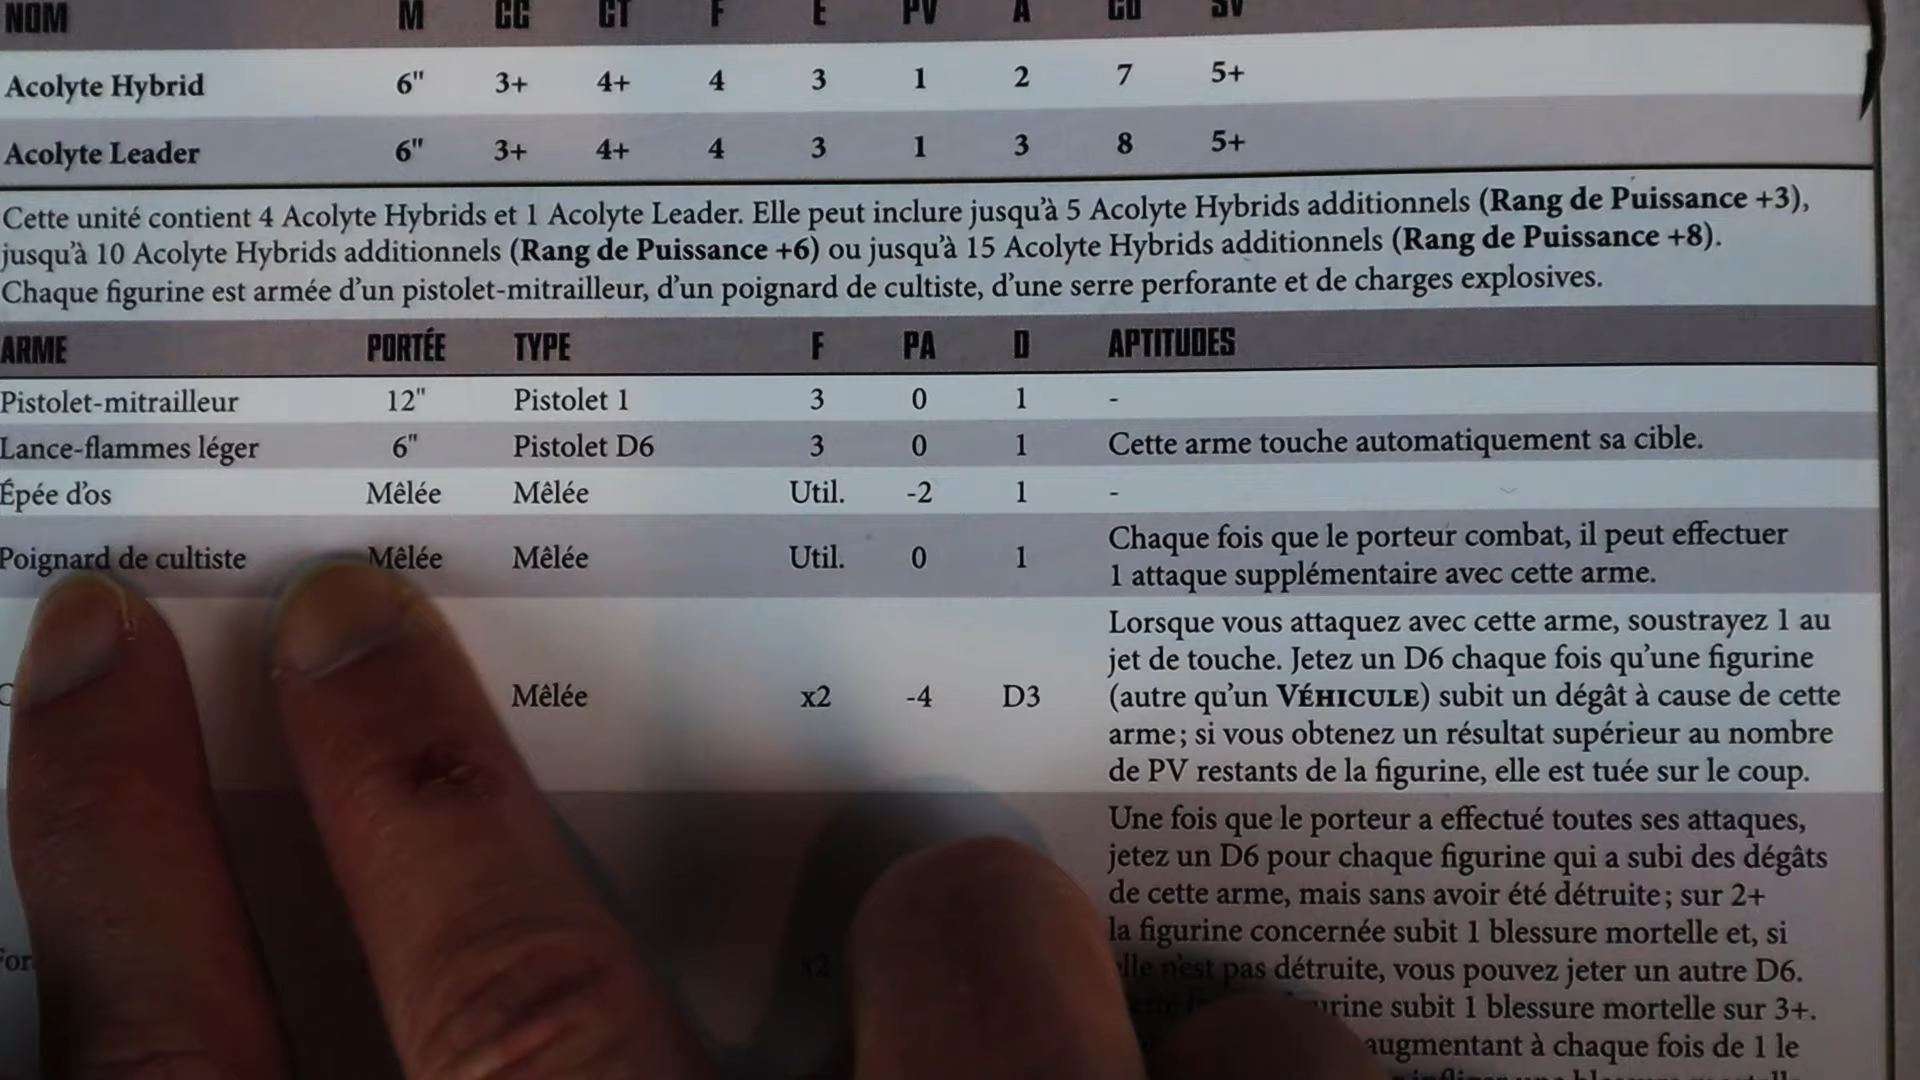 NOM M CC CT F E PV A CD SV
Acolyte Hybrid 6" 3+ 4+ 4 3 1 2 7 5+
Acolyte Leader 6" 3+ 4+ 4 3 1 3 8 5+
Cette unité contient 4 Acolyte Hybrids et 1 Acolyte Leader. Elle peut inclure jusqu'à 5 Acolyte Hybrids additionnels (Rang de Puissance +3),
jusqu'à 10 Acolyte Hybrids additionnels (Rang de Puissance +6) ou jusqu'à 15 Acolyte Hybrids additionnels (Rang de Puissance +8).
Chaque figurine est armée d'un pistolet-mitrailleur, d'un poignard de cultiste, d'une serre perforante et de charges explosives.
ARME PORTÉE TYPE F PA D APTITUDES
Pistolet-mitrailleur 12" Pistolet 1 3 0 1 -
Lance-flammes léger 6" Pistolet D6 3 0 1 Cette arme touche automatiquement sa cible.
Épée d'os Mêlée Mêlée Util. -2 1 -
Poignard de cultiste Mêlée Mêlée Util. 0 1 Chaque fois que le porteur combat, il peut effectuer
1 attaque supplémentaire avec cette arme.
Lorsque vous attaquez avec cette arme, soustrayez 1 au
jet de touche. Jetez un D6 chaque fois qu'une figurine
Mêlée x2 -4 D3 (autre qu'un VÉHICULE) subit un dégât à cause de cette
arme; si vous obtenez un résultat supérieur au nombre
de PV restants de la figurine, elle est tuée sur le coup.
Une fois que le porteur a effectué toutes ses attaques,
jetez un D6 pour chaque figurine qui a subi des dégâts
de cette arme, mais sans avoir été détruite; sur 2+
la figurine concernée subit 1 blessure mortelle et, si
x2 n'est pas détruite, vous pouvez jeter un autre D6.
subit 1 blessure mortelle sur 3+.
augmentant à chaque fois de 1 le